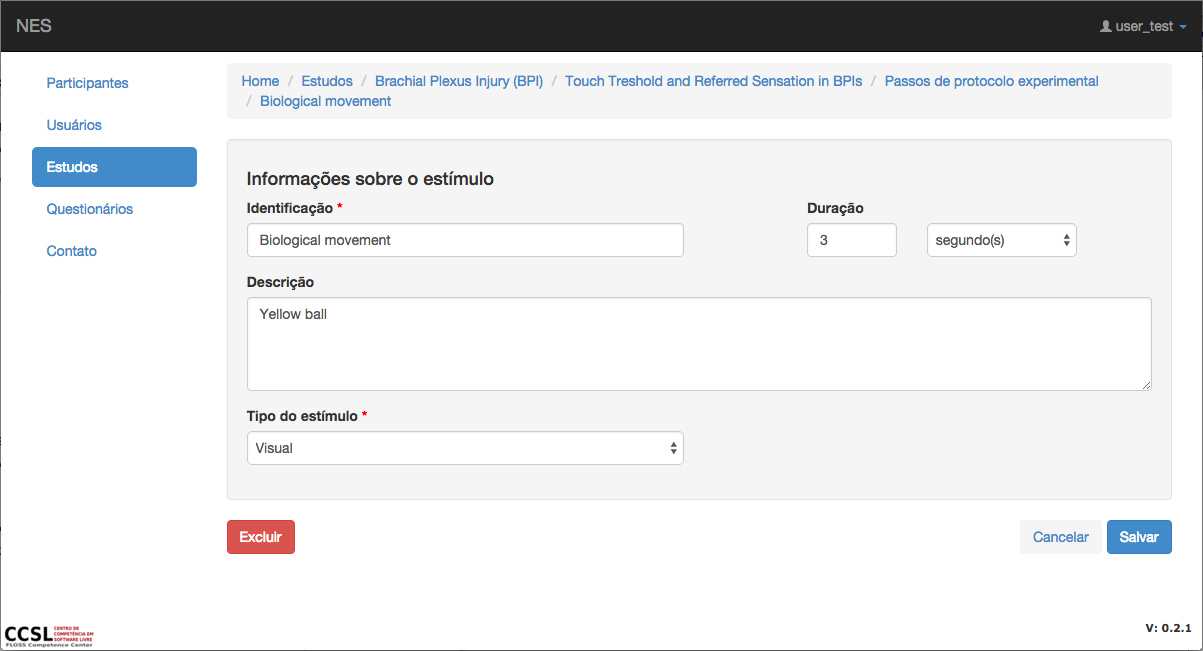 NES
user_test
Participantes
Usuários
Estudos
Questionários
Contato
Home / Estudos / Brachial Plexus Injury (BPI) / Touch Treshold and Referred Sensation in BPIs / Passos de protocolo experimental
/ Biological movement
Informações sobre o estímulo
Identificação *
Duração
Biological movement
3
segundo(s)
Descrição
Yellow ball
Tipo do estímulo *
Visual
Excluir
Cancelar
Salvar
CCSL
CENTRO DE
COMPETÊNCIA EM
SOFTWARE LIVRE
FLOSS Competence Center
V: 0.2.1